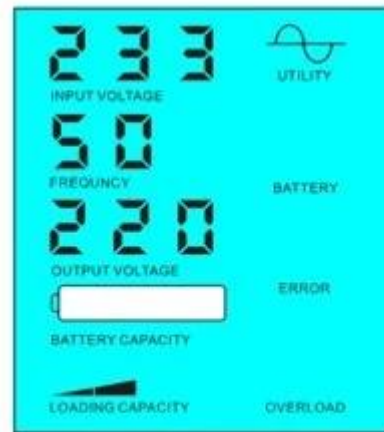 233
INPUT VOLTAGE
UTILITY
50
FREQUNCY
BATTERY
220
OUTPUT VOLTAGE
ERROR
BATTERY CAPACITY
LOADING CAPACITY
OVERLOAD